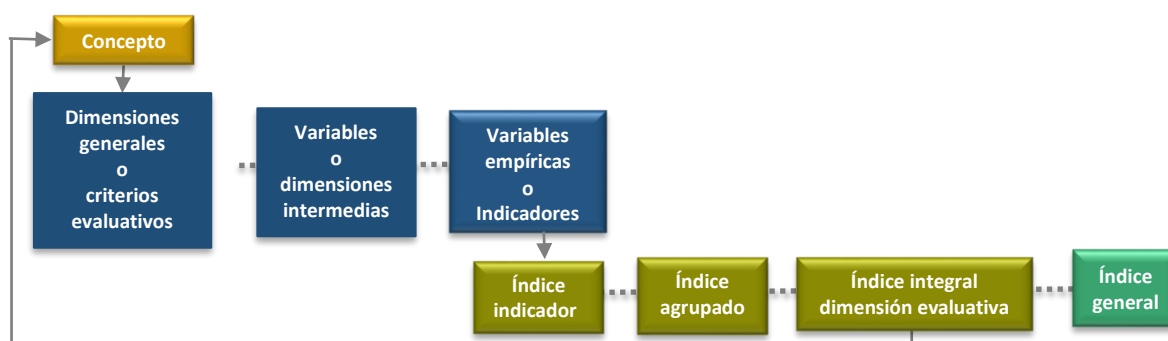 Concepto
Dimensiones
generales
o
criterios
evaluativos
Variables
o
dimensiones
intermedias
Variables
empíricas
o
Indicadores
Índice
indicador
Índice
agrupado
Índice integral
dimensión evaluativa
Índice
general